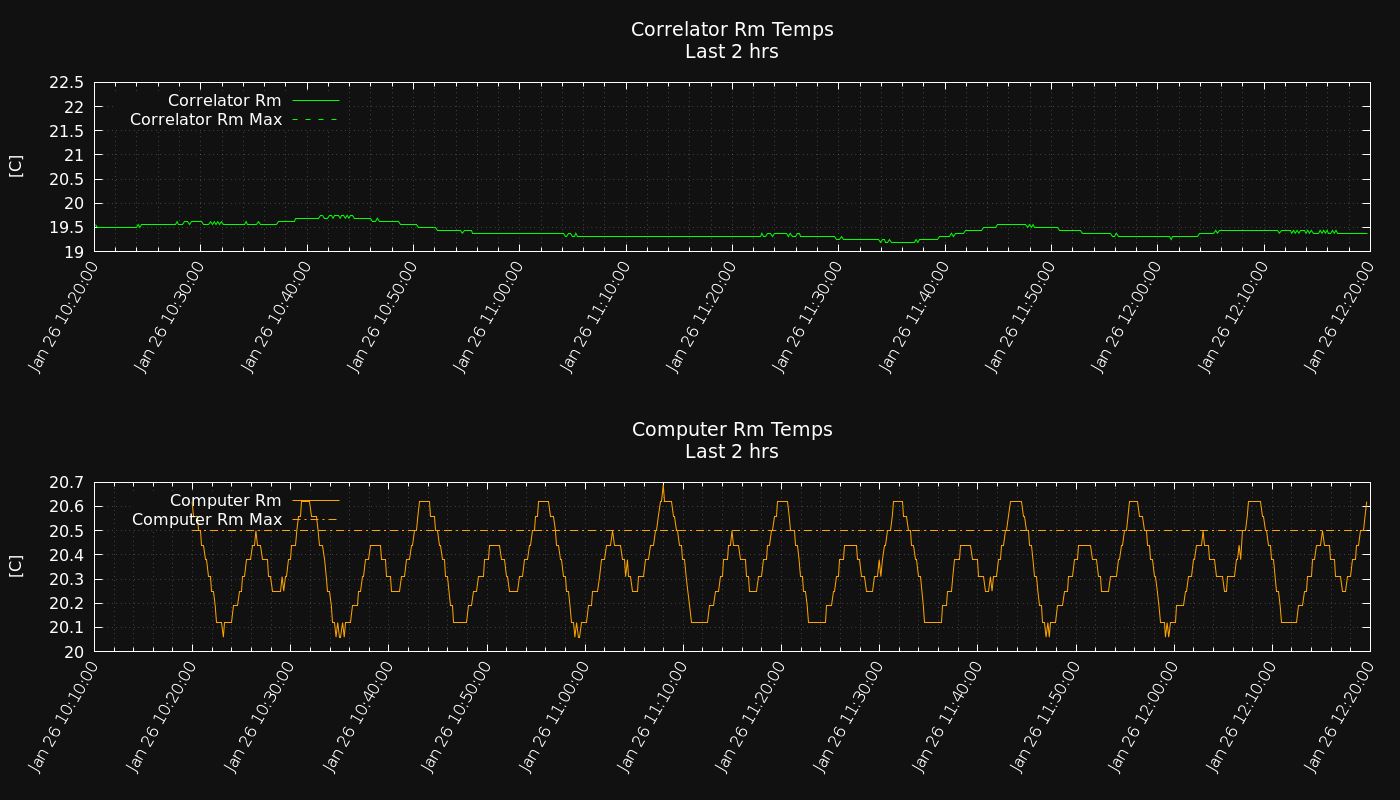 Correlator Rm Temps
Last 2 hrs
22.5
22
21.5
21
20.5
20
19.5
19
[C]
Correlator Rm
Correlator Rm Max
Jan 26 10:20:00
Jan 26 10:30:00
Jan 26 10:40:00
Jan 26 10:50:00
Jan 26 11:00:00
Jan 26 11:10:00
Jan 26 11:20:00
Jan 26 11:30:00
Jan 26 11:40:00
Jan 26 11:50:00
Jan 26 12:00:00
Jan 26 12:10:00
Jan 26 12:20:00
Computer Rm Temps
Last 2 hrs
20.7
20.6
20.5
20.4
20.3
20.2
20.1
20
[C]
Computer Rm
Computer Rm Max
Jan 26 10:10:00
Jan 26 10:20:00
Jan 26 10:30:00
Jan 26 10:40:00
Jan 26 10:50:00
Jan 26 11:00:00
Jan 26 11:10:00
Jan 26 11:20:00
Jan 26 11:30:00
Jan 26 11:40:00
Jan 26 11:50:00
Jan 26 12:00:00
Jan 26 12:10:00
Jan 26 12:20:00